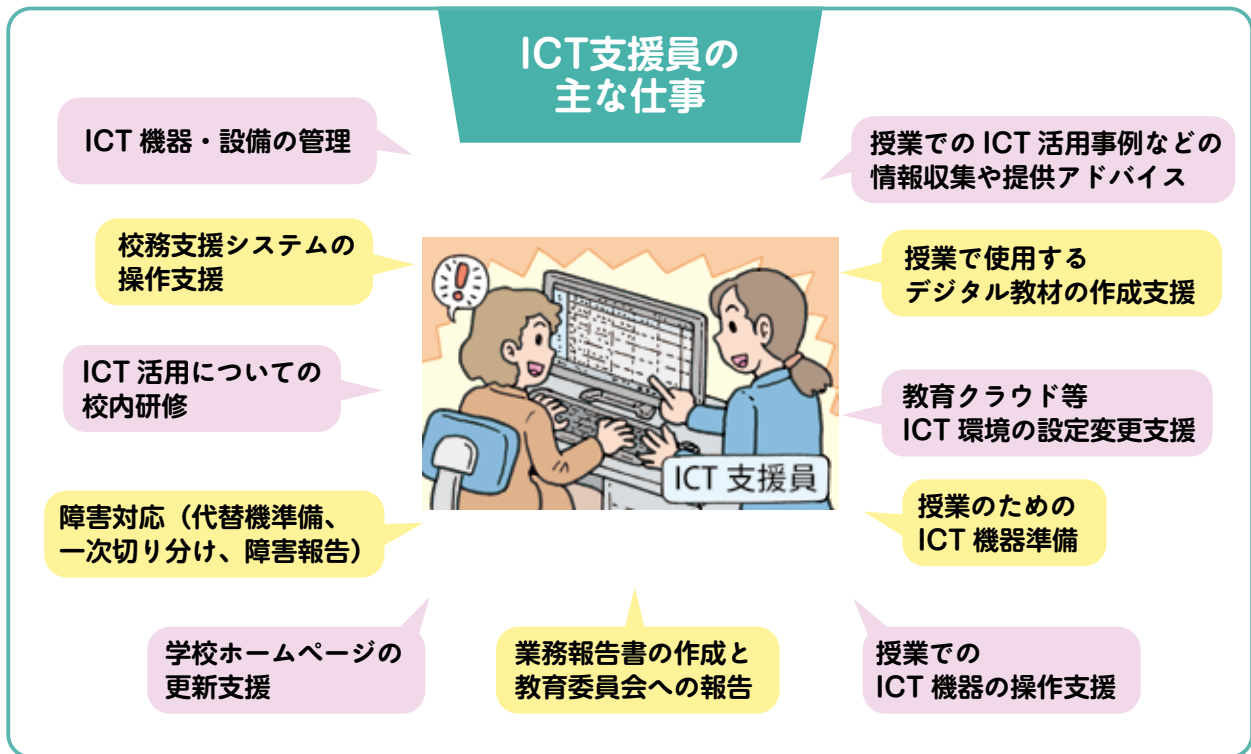 ICT支援員の
主な仕事
ICT 機器・設備の管理
校務支援システムの
操作支援
ICT 活用についての
校内研修
障害対応（代替機準備、
一次切り分け、障害報告）
学校ホームページの
更新支援
業務報告書の作成と
教育委員会への報告
授業での ICT 活用事例などの
情報収集や提供アドバイス
授業で使用する
デジタル教材の作成支援
教育クラウド等
ICT 環境の設定変更支援
授業のための
ICT 機器準備
授業での
ICT 機器の操作支援
!
ICT 支援員